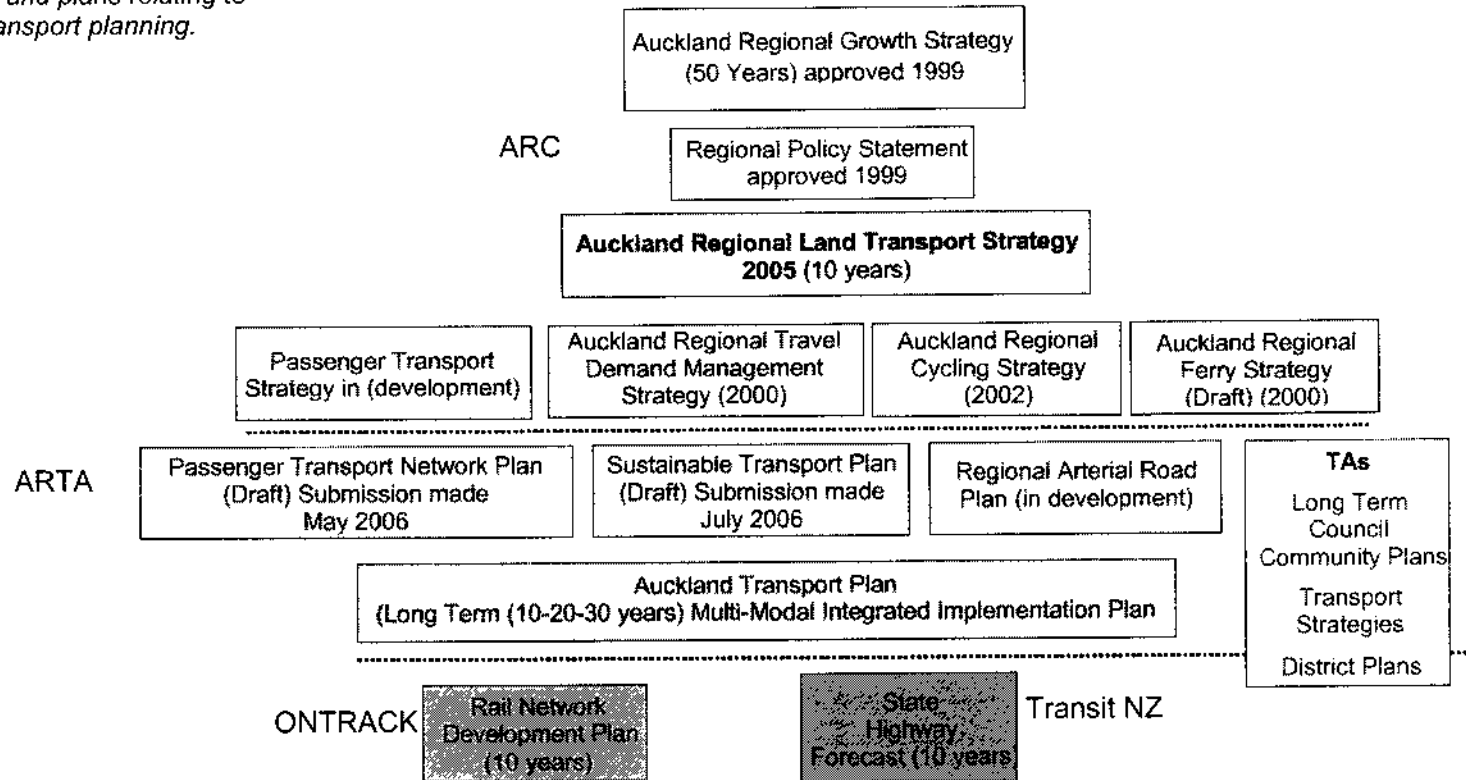 and plans relating to
ansport planning.
Auckland Regional Growth Strategy
(50 Years) approved 1999
ARC
Regional Policy Statement
approved 1999
Auckland Regional Land Transport Strategy
2005 (10 years)
Passenger Transport
Strategy in (development)
Auckland Regional Travel
Demand Management
Strategy (2000)
Auckland Regional
Cycling Strategy
(2002)
Auckland Regional
Ferry Strategy
(Draft) (2000)
ARTA
Passenger Transport Network Plan
(Draft) Submission made
May 2006
Sustainable Transport Plan
(Draft) Submission made
July 2006
Regional Arterial Road
Plan (in development)
TAs
Long Term
Council
Community Plans
Transport
Strategies
District Plans
Auckland Transport Plan
(Long Term (10-20-30 years) Multi-Modal Integrated Implementation Plan
ONTRACK
Rail Network
Development Plan
(10 years)
State
Highway
Forecast (10 years)
Transit NZ